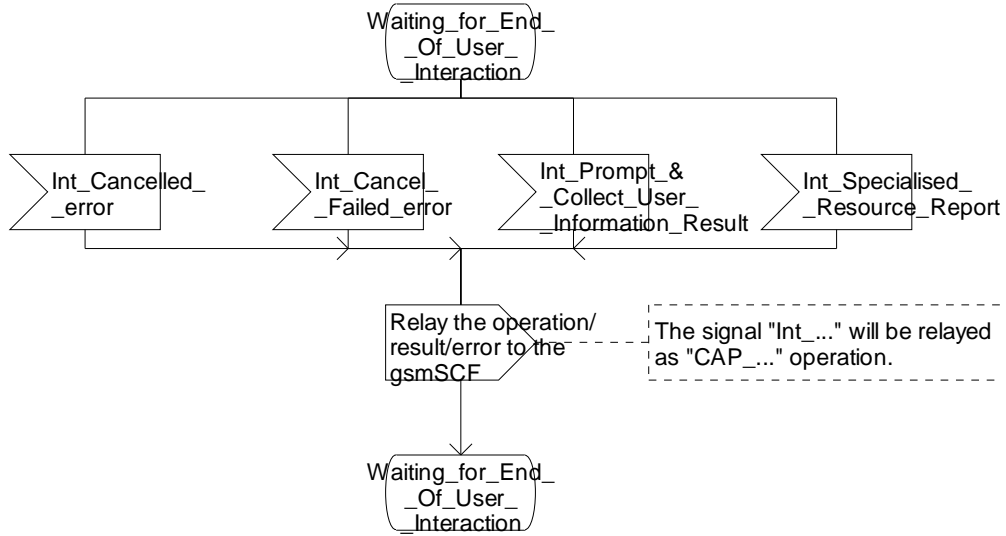 Waiting_for_End_
_Of_User_
_Interaction
Int_Cancelled_
_error
Int_Cancel_
_Failed_error
Int_Prompt_&
_Collect_User_
_Information_Result
Int_Specialised_
_Resource_Report
Relay the operation/
result/error to the
gsmSCF
The signal "Int_..." will be relayed
as "CAP_..." operation.
Waiting_for_End_
_Of_User_
_Interaction